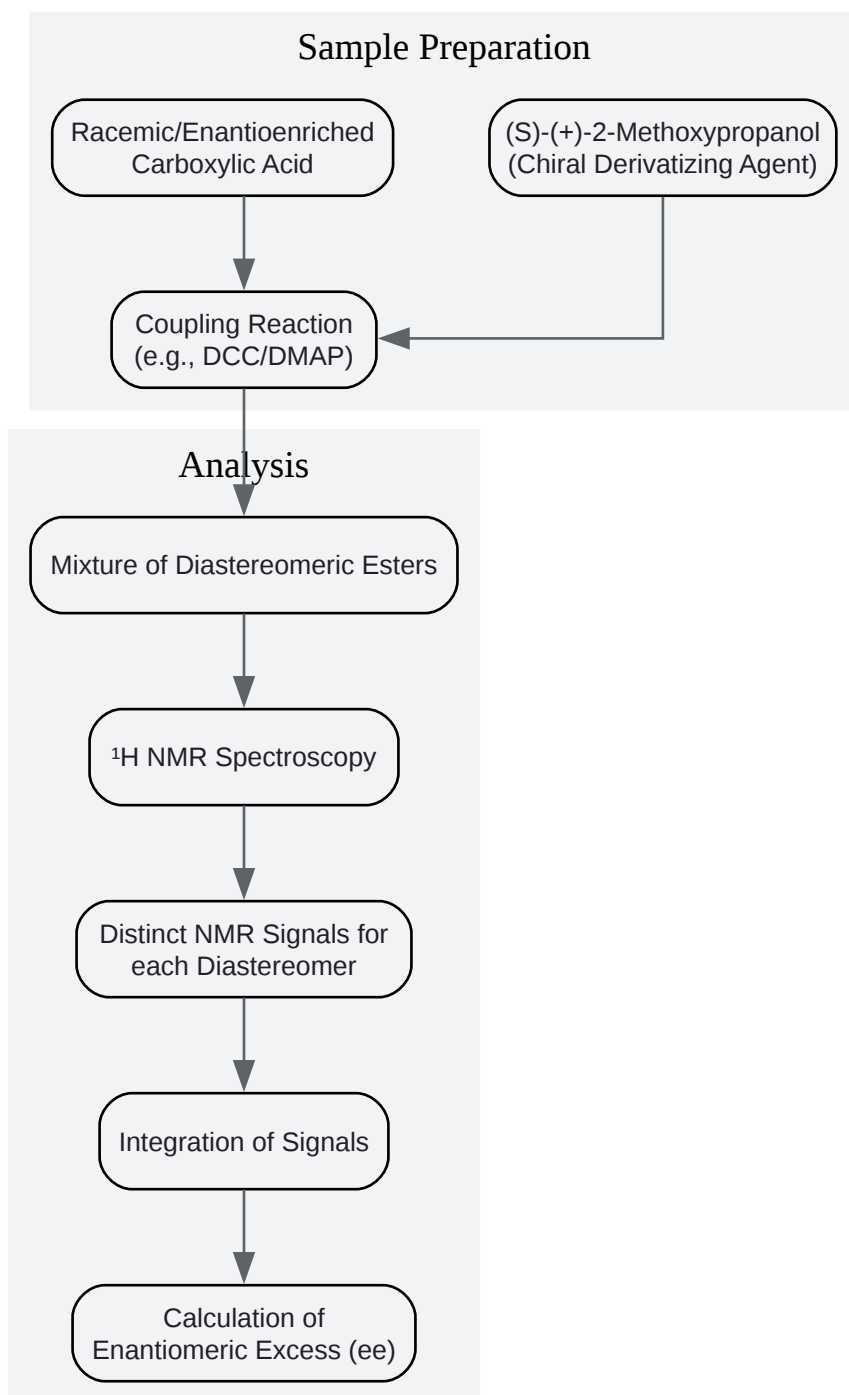 Sample Preparation
Racemic/Enantioenriched
Carboxylic Acid
(S)-(+)-2-Methoxypropanol
(Chiral Derivatizing Agent)
Coupling Reaction
(e.g., DCC/DMAP)
Analysis
Mixture of Diastereomeric Esters
¹H NMR Spectroscopy
Distinct NMR Signals for
each Diastereomer
Integration of Signals
Calculation of
Enantiomeric Excess (ee)